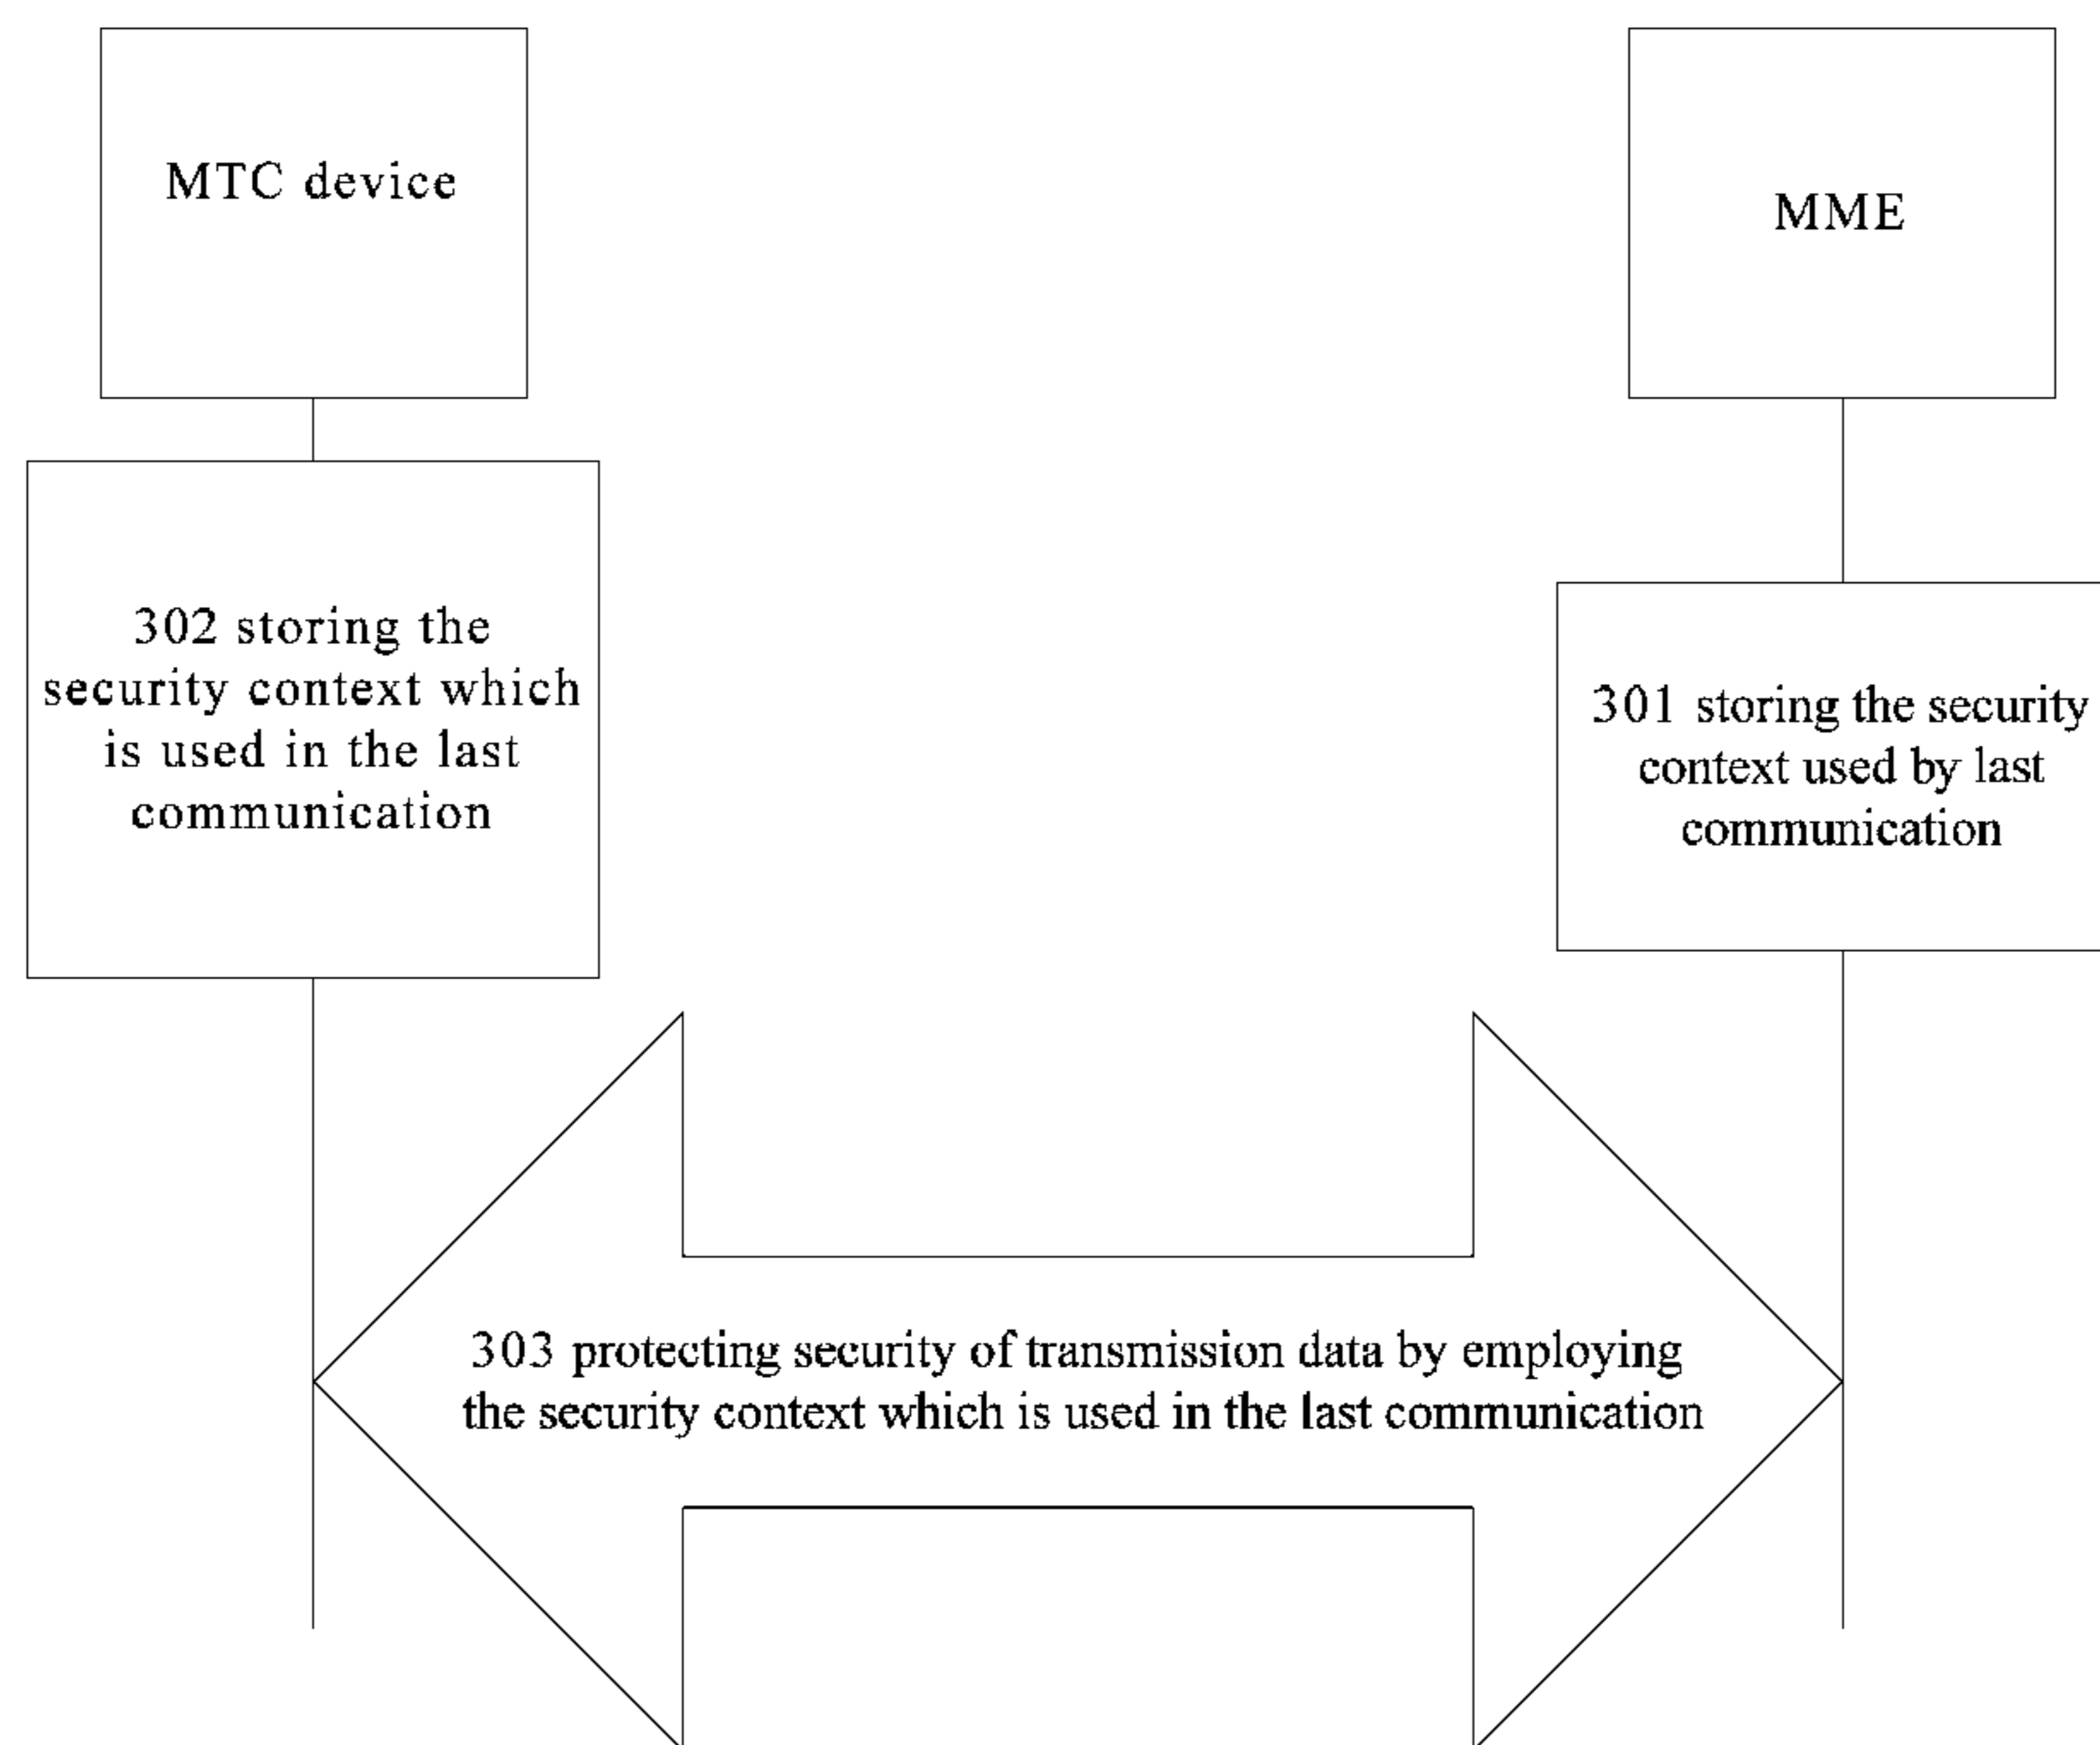 MTC device
MME
302 storing the
security context which
is used in the last
communication
301 storing the security
context used by last
communication
303 protecting security of transmission data by employing
the security context which is used in the last communication